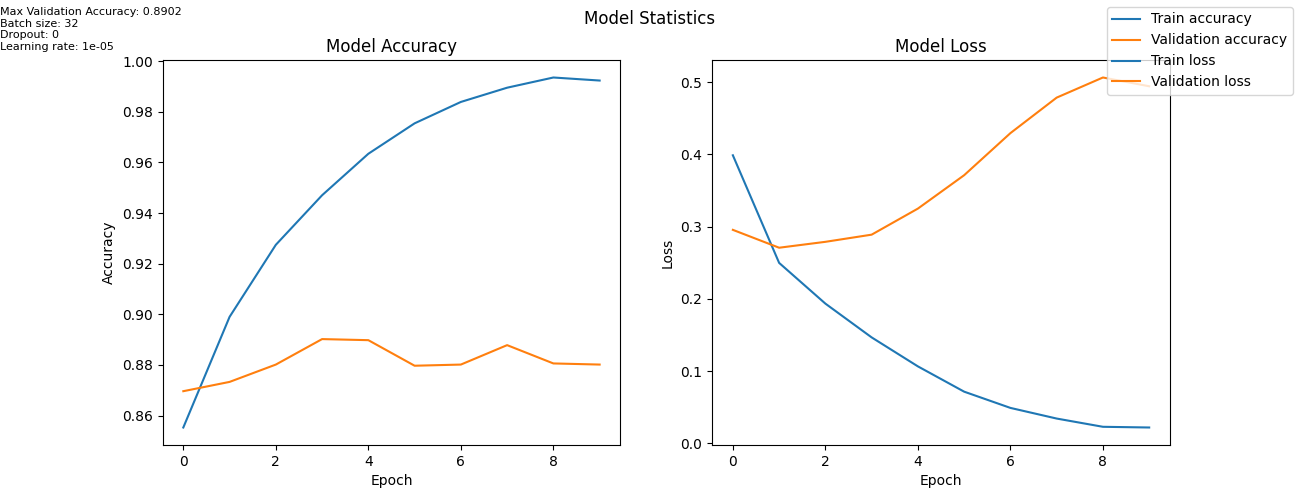 Max Validation Accuracy: 0.8902
Batch size: 32
Dropout: 0
Learning rate: 1e-05
Model Statistics
Train accuracy
Validation accuracy
Train loss
Validation loss
Model Accuracy
1.00
0.98
0.96
0.94
0.92
0.90
0.88
0.86
Accuracy
0 2 4 6 8
Epoch
Model Loss
0.5
0.4
0.3
0.2
0.1
0.0
Loss
0 2 4 6 8
Epoch